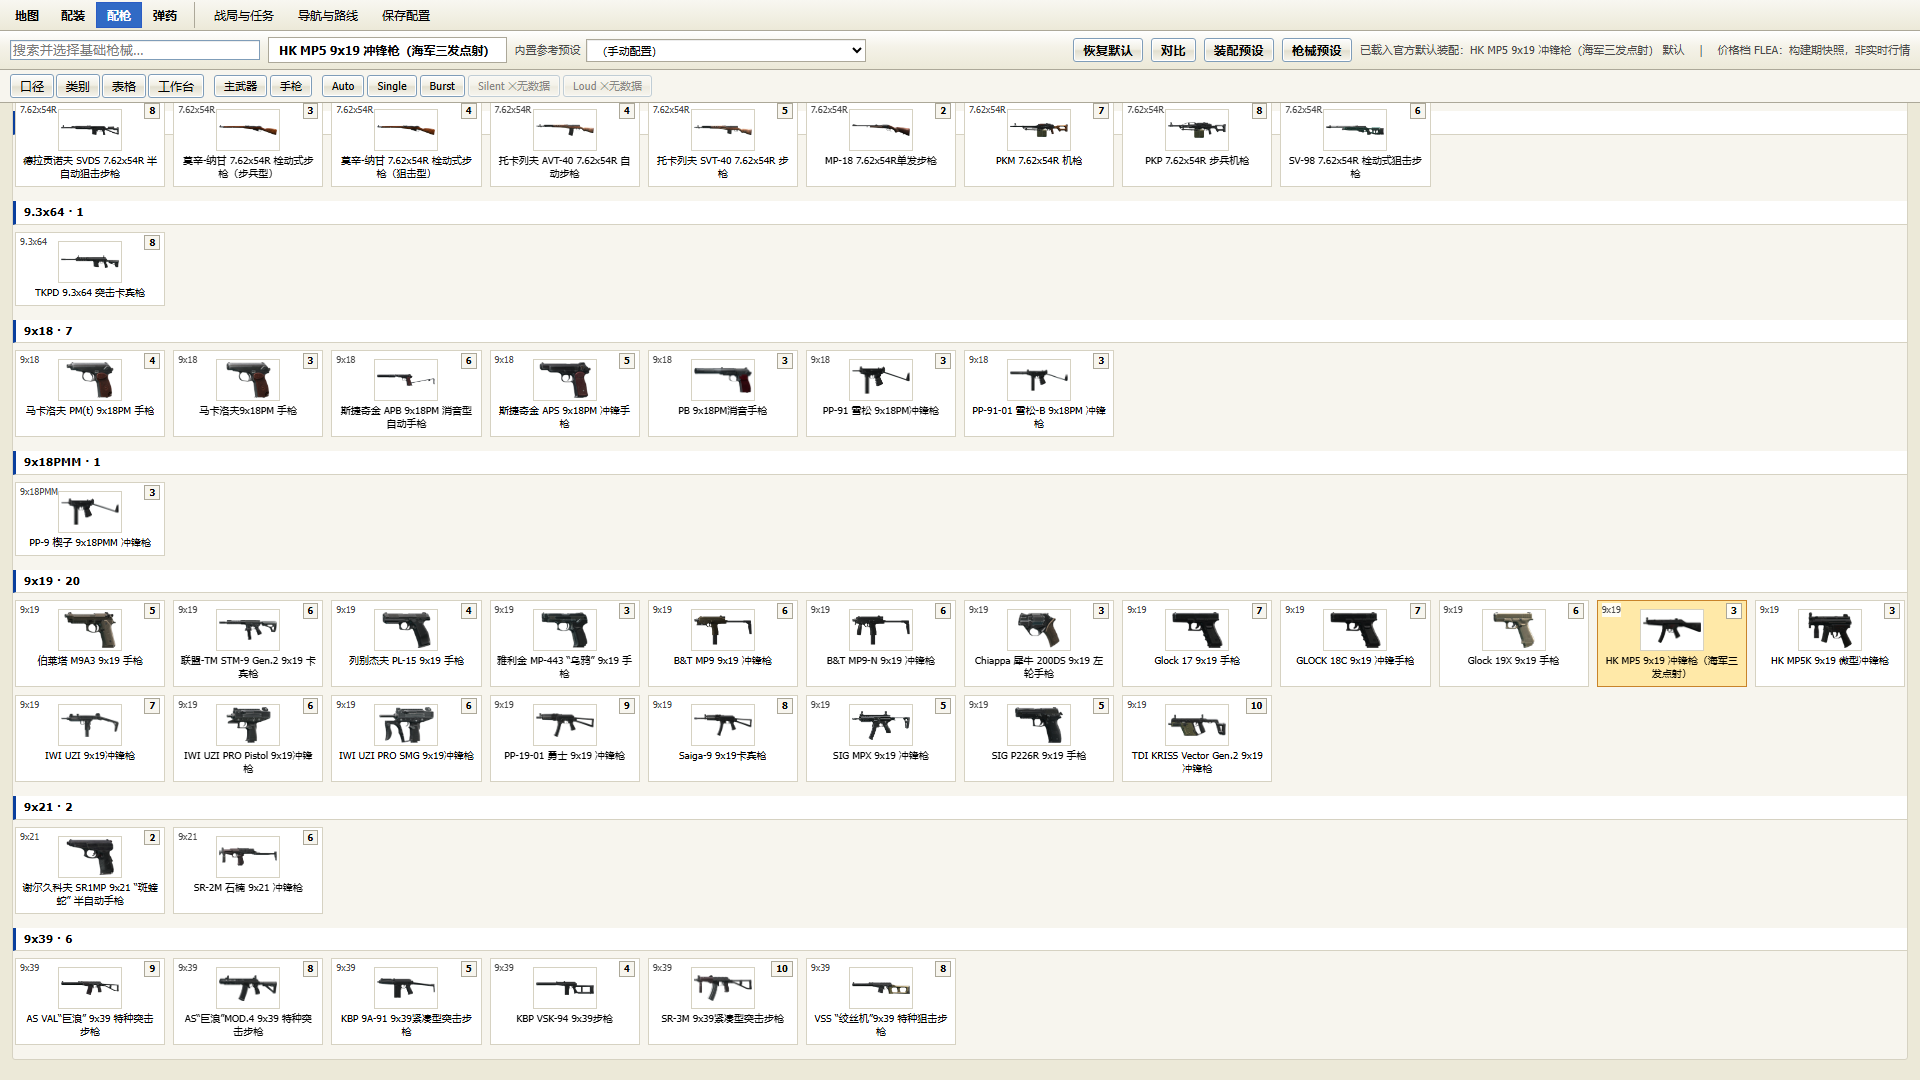 地图 配装 配枪 弹药 战局与任务 导航与路线 保存配置
搜索并选择基础枪械... HK MP5 9x19 冲锋枪（海军三发点射） 内置参考预设 （手动配置） 恢复默认 对比 装配预设 枪械预设 已载入官方默认装配：HK MP5 9x19 冲锋枪（海军三发点射） 默认 | 价格档 FLEA：构建期快照，非实时行情
口径 类别 表格 工作台 主武器 手枪 Auto Single Burst Silent ╳无数据 Loud ╳无数据
7.62x54R 8 7.62x54R 3 7.62x54R 4 7.62x54R 4 7.62x54R 5 7.62x54R 2 7.62x54R 7 7.62x54R 8 7.62x54R 6
德拉贡诺夫 SVDS 7.62x54R 半自动狙击步枪
莫辛-纳甘 7.62x54R 栓动式步枪（步兵型）
莫辛-纳甘 7.62x54R 栓动式步枪（狙击型）
托卡列夫 AVT-40 7.62x54R 自动步枪
托卡列夫 SVT-40 7.62x54R 步枪
MP-18 7.62x54R单发步枪
PKM 7.62x54R 机枪
PKP 7.62x54R 步兵机枪
SV-98 7.62x54R 栓动式狙击步枪
9.3x64 · 1
9.3x64 8
TKPD 9.3x64 突击卡宾枪
9x18 · 7
9x18 4 9x18 3 9x18 6 9x18 5 9x18 3 9x18 3 9x18 3
马卡洛夫 PM(t) 9x18PM 手枪
马卡洛夫9x18PM 手枪
斯捷奇金 APB 9x18PM 消音型自动手枪
斯捷奇金 APS 9x18PM 冲锋手枪
PB 9x18PM消音手枪
PP-91 雪松 9x18PM冲锋枪
PP-91-01 雪松-B 9x18PM 冲锋枪
9x18PMM · 1
9x18PMM 3
PP-9 楔子 9x18PMM 冲锋枪
9x19 · 20
9x19 5 9x19 6 9x19 4 9x19 3 9x19 6 9x19 6 9x19 3 9x19 7 9x19 7 9x19 6 9x19 3 9x19 3
伯莱塔 M9A3 9x19 手枪
联盟-TM STM-9 Gen.2 9x19 卡宾枪
列别杰夫 PL-15 9x19 手枪
雅利金 MP-443 “乌鸦” 9x19 手枪
B&T MP9 9x19 冲锋枪
B&T MP9-N 9x19 冲锋枪
Chiappa 犀牛 200DS 9x19 左轮手枪
Glock 17 9x19 手枪
GLOCK 18C 9x19 冲锋手枪
Glock 19X 9x19 手枪
HK MP5 9x19 冲锋枪（海军三发点射）
HK MP5K 9x19 微型冲锋枪
9x19 7 9x19 6 9x19 6 9x19 9 9x19 8 9x19 5 9x19 5 9x19 10
IWI UZI 9x19冲锋枪
IWI UZI PRO Pistol 9x19冲锋枪
IWI UZI PRO SMG 9x19冲锋枪
PP-19-01 勇士 9x19 冲锋枪
Saiga-9 9x19卡宾枪
SIG MPX 9x19 冲锋枪
SIG P226R 9x19 手枪
TDI KRISS Vector Gen.2 9x19 冲锋枪
9x21 · 2
9x21 2 9x21 6
谢尔久科夫 SR1MP 9x21 “斑蝰蛇” 半自动手枪
SR-2M 石楠 9x21 冲锋枪
9x39 · 6
9x39 9 9x39 8 9x39 5 9x39 4 9x39 10 9x39 8
AS VAL“巨浪” 9x39 特种突击步枪
AS“巨浪”MOD.4 9x39 特种突击步枪
KBP 9A-91 9x39紧凑型突击步枪
KBP VSK-94 9x39步枪
SR-3M 9x39紧凑型突击步枪
VSS “绞丝机”9x39 特种狙击步枪